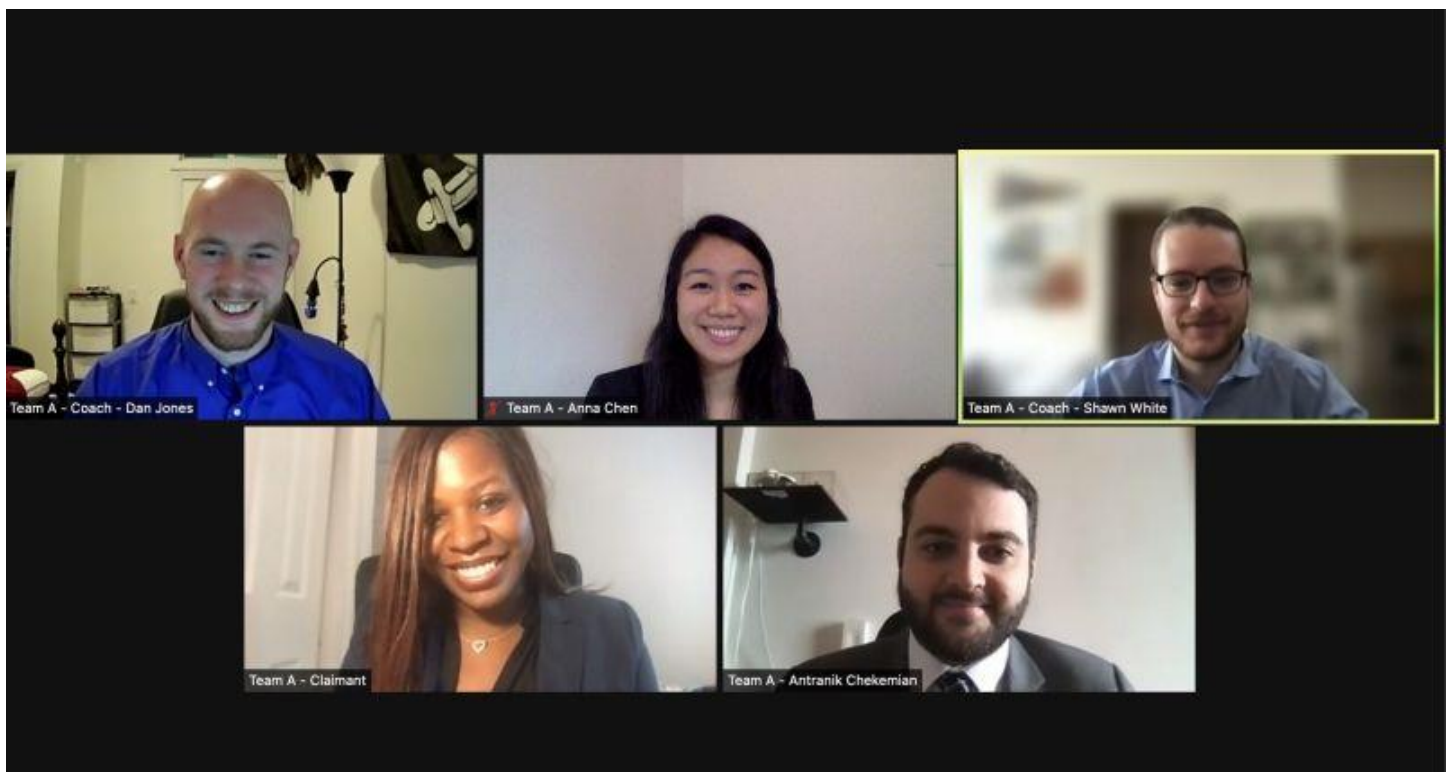 Team A - Coach - Dan Jones
Team A - Anna Chen
Team A - Coach - Shawn White
Team A - Claimant
Team A - Antranik Chekemian